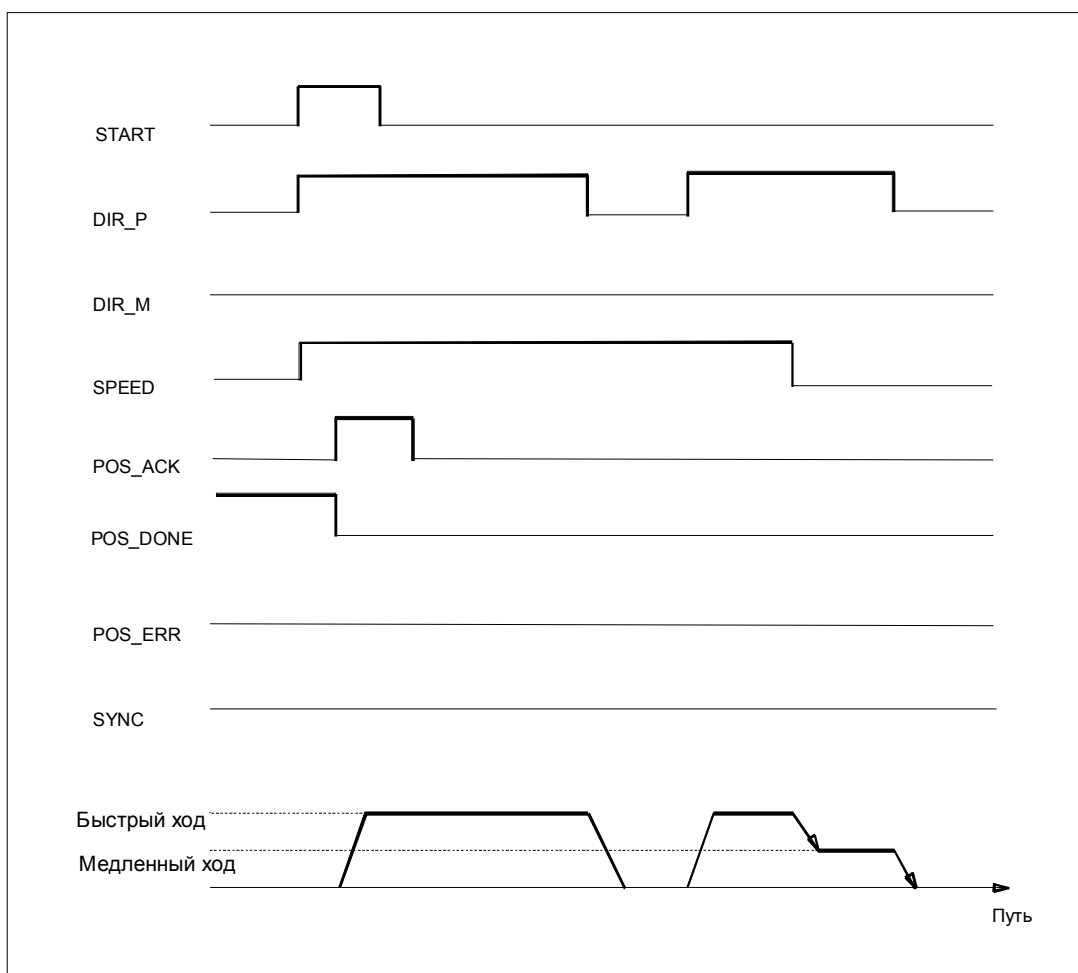 START
DIR_P
DIR_M
SPEED
POS_ACK
POS_DONE
POS_ERR
SYNC
Быстрый ход
Медленный ход
Путь